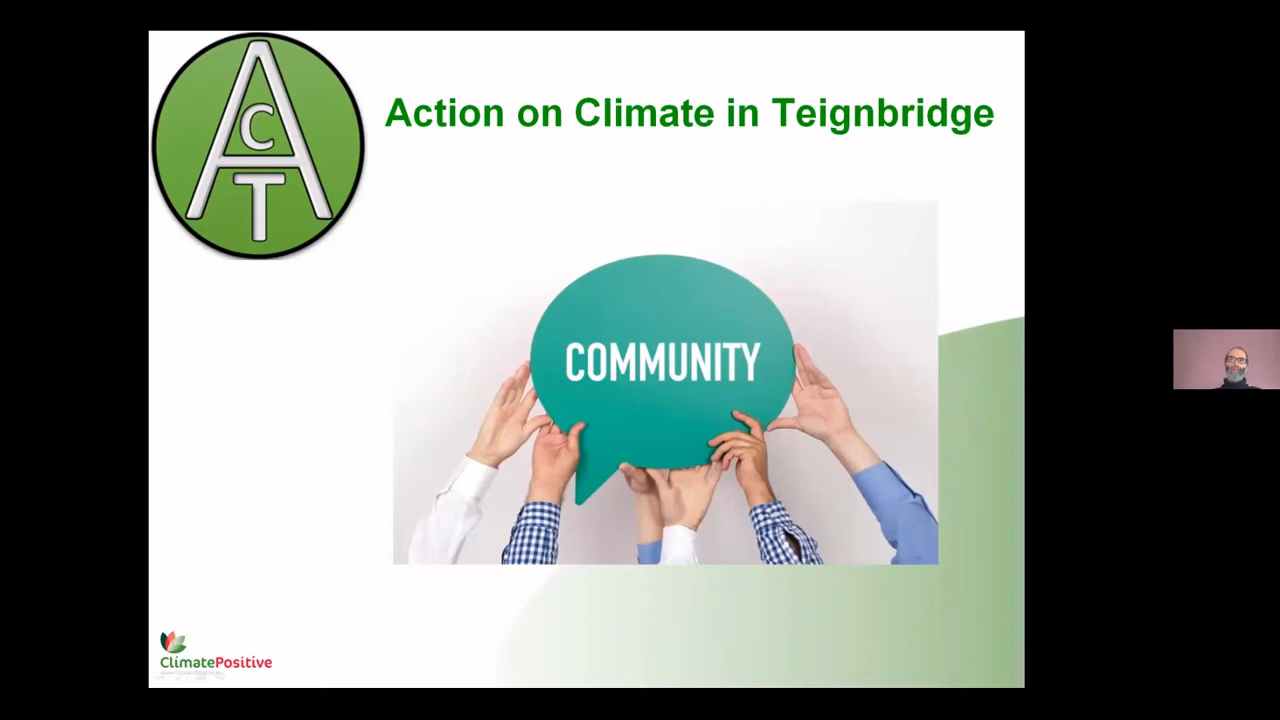 A
C
T
Action on Climate in Teignbridge
COMMUNITY
ClimatePositive